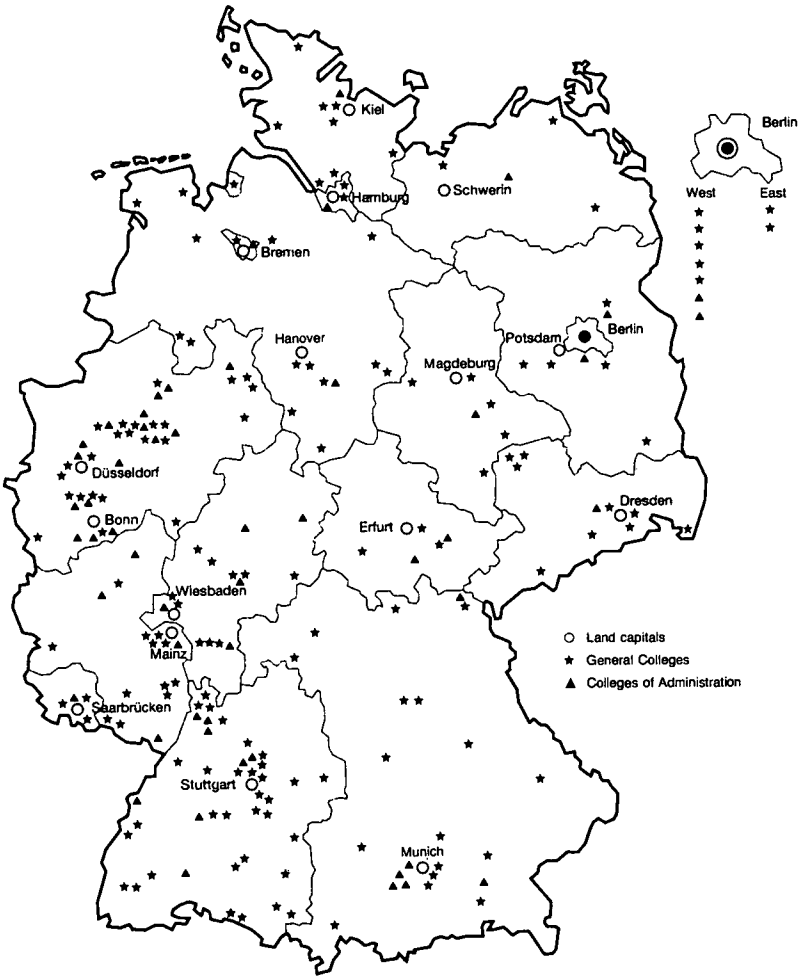 Kiel
Berlin
Schwerin
West
East
Hamburg
Bremen
Hanover
Potsdam
Berlin
Magdeburg
Düsseldorf
Bonn
Erfurt
Dresden
Wiesbaden
Mainz
Land capitals
General Colleges
Colleges of Administration
Saarbrücken
Stuttgart
Munich